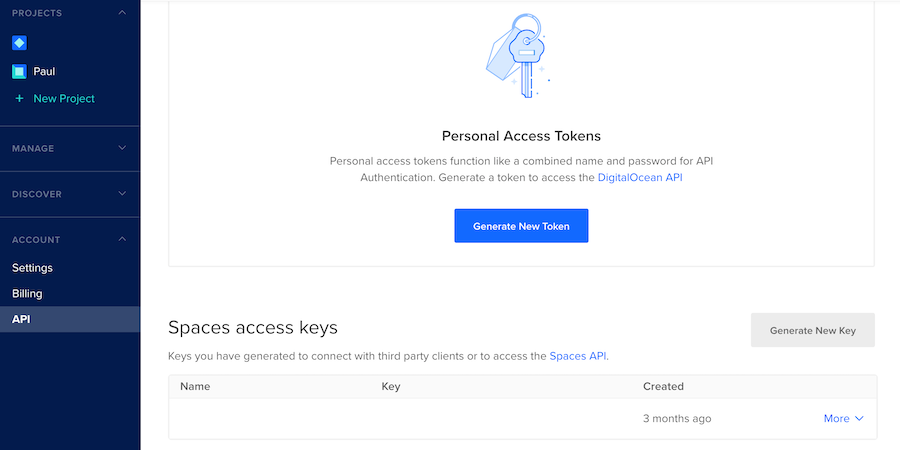 PROJECTS
Paul
+ New Project
MANAGE
DISCOVER
ACCOUNT
Settings
Billing
API
Personal Access Tokens
Personal access tokens function like a combined name and password for API
Authentication. Generate a token to access the DigitalOcean API
Generate New Token
Spaces access keys
Generate New Key
Keys you have generated to connect with third party clients or to access the Spaces API.
Name Key Created
3 months ago More